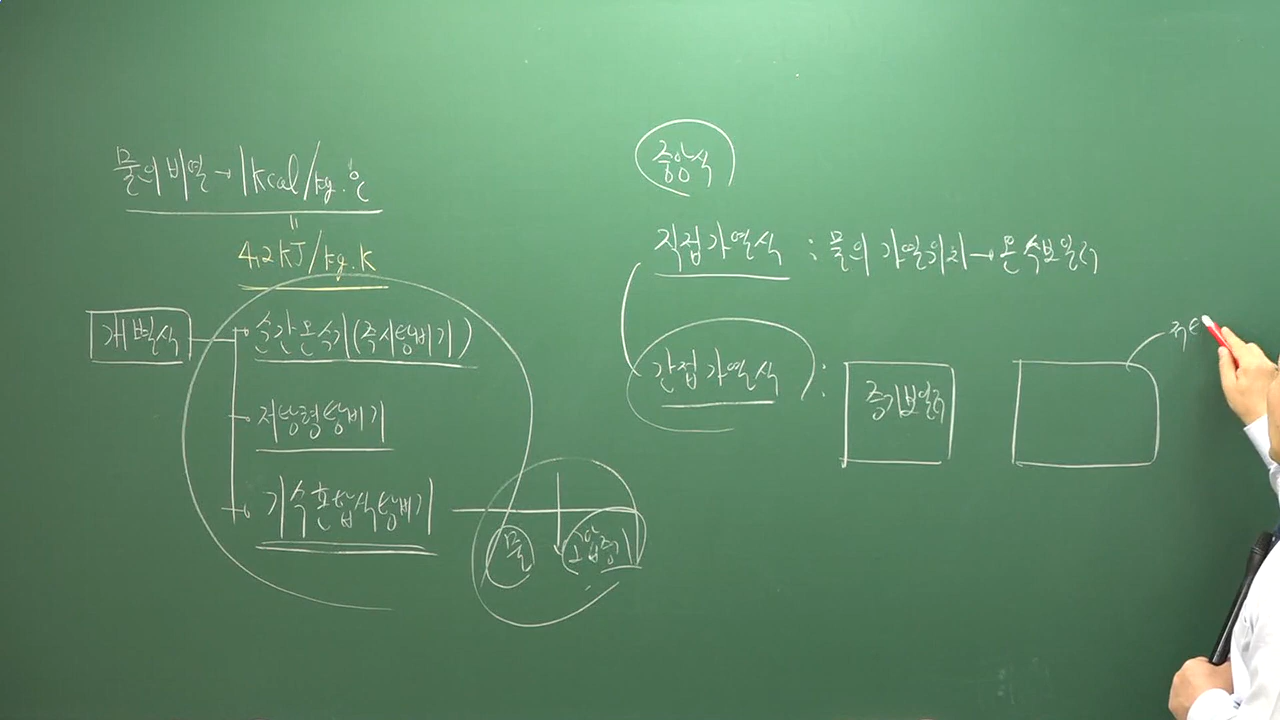 물의 비열→1kcal/kg.℃
=
4.2kJ/kg.K
개별식
순간온수기(즉시탕비기)
저탕형탕비기
기수혼합식탕비기
물
고압증기
중앙식
직접가열식 : 물의 가열위치→온수보일러
간접가열식 :
증기보일러
저